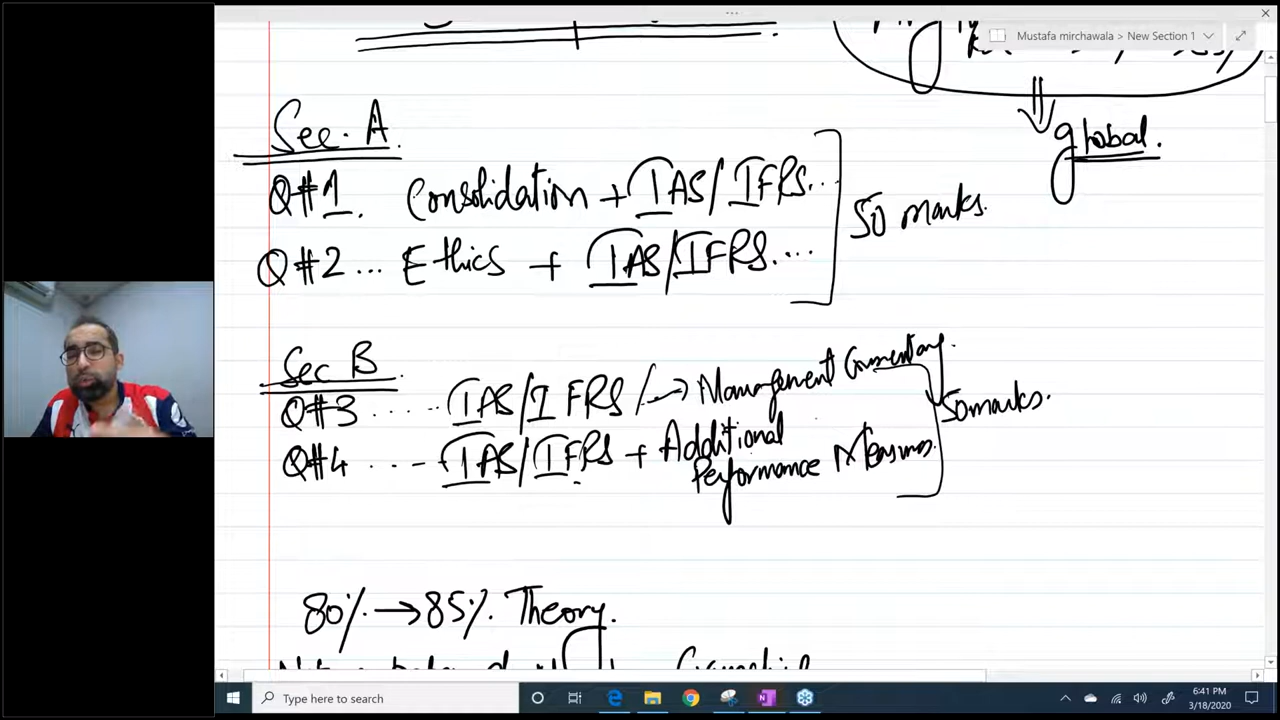 Mustafa mirchawala > New Section 1
global.
Sec. A
Q#1. Consolidation + IAS/IFRS...
Q#2... Ethics + IAS/IFRS....
50 marks.
Sec B
Q#3 ...... IAS/IFRS / → Management Commentary.
Q#4 ..-- IAS/IFRS + Additional
Performance Measures.
50marks.
80% → 85% Theory.
Type here to search
6:41 PM
3/18/2020